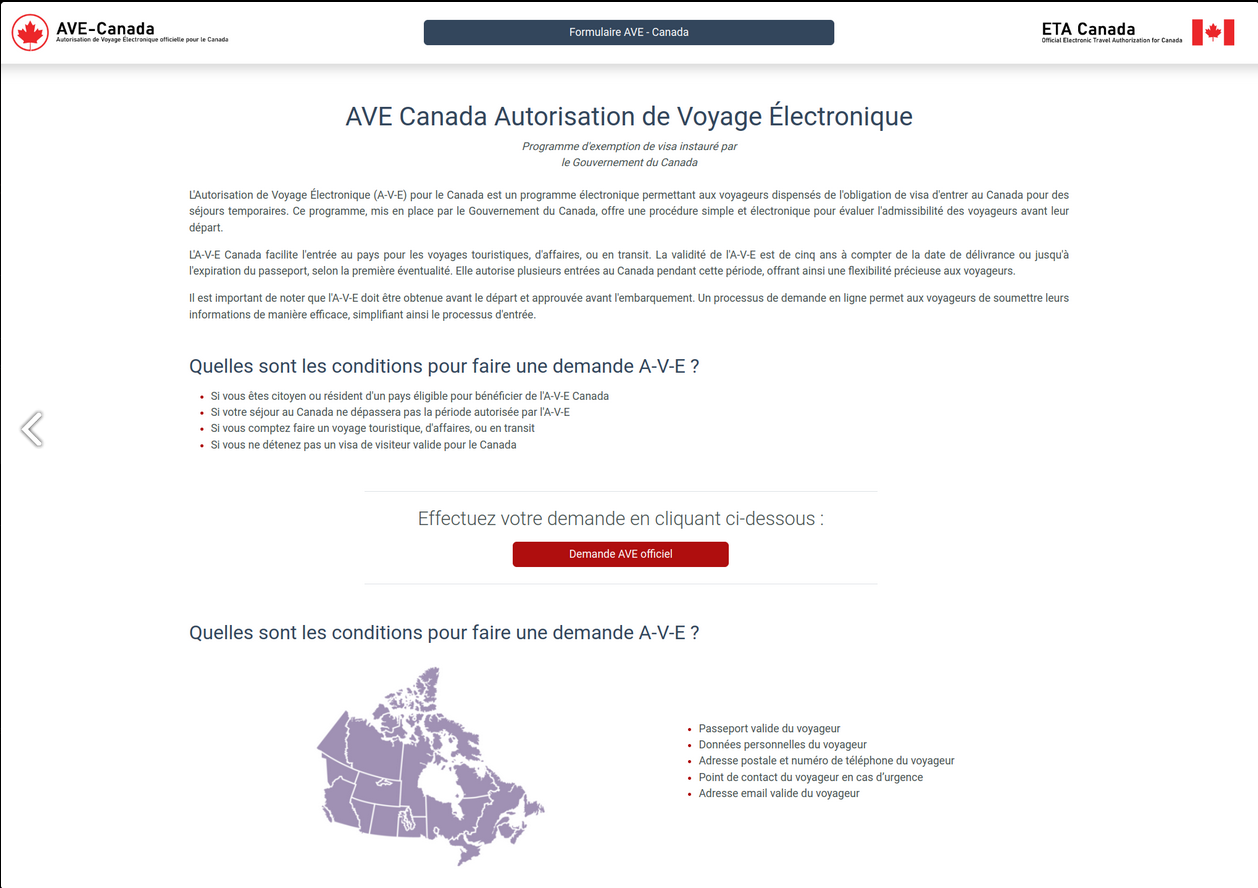 AVE-Canada
Autorisation de Voyage Électronique officielle pour le Canada
Formulaire AVE - Canada
ETA Canada
Official Electronic Travel Authorization for Canada
AVE Canada Autorisation de Voyage Électronique
Programme d'exemption de visa instauré par
le Gouvernement du Canada
L'Autorisation de Voyage Électronique (A-V-E) pour le Canada est un programme électronique permettant aux voyageurs dispensés de l'obligation de visa d'entrer au Canada pour des
séjours temporaires. Ce programme, mis en place par le Gouvernement du Canada, offre une procédure simple et électronique pour évaluer l'admissibilité des voyageurs avant leur
départ.
L'A-V-E Canada facilite l'entrée au pays pour les voyages touristiques, d'affaires, ou en transit. La validité de l'A-V-E est de cinq ans à compter de la date de délivrance ou jusqu'à
l'expiration du passeport, selon la première éventualité. Elle autorise plusieurs entrées au Canada pendant cette période, offrant ainsi une flexibilité précieuse aux voyageurs.
Il est important de noter que l'A-V-E doit être obtenue avant le départ et approuvée avant l'embarquement. Un processus de demande en ligne permet aux voyageurs de soumettre leurs
informations de manière efficace, simplifiant ainsi le processus d'entrée.
Quelles sont les conditions pour faire une demande A-V-E ?
• Si vous êtes citoyen ou résident d'un pays éligible pour bénéficier de l'A-V-E Canada
• Si votre séjour au Canada ne dépassera pas la période autorisée par l'A-V-E
• Si vous comptez faire un voyage touristique, d'affaires, ou en transit
• Si vous ne détenez pas un visa de visiteur valide pour le Canada
Effectuez votre demande en cliquant ci-dessous :
Demande AVE officiel
Quelles sont les conditions pour faire une demande A-V-E ?
• Passeport valide du voyageur
• Données personnelles du voyageur
• Adresse postale et numéro de téléphone du voyageur
• Point de contact du voyageur en cas d'urgence
• Adresse email valide du voyageur